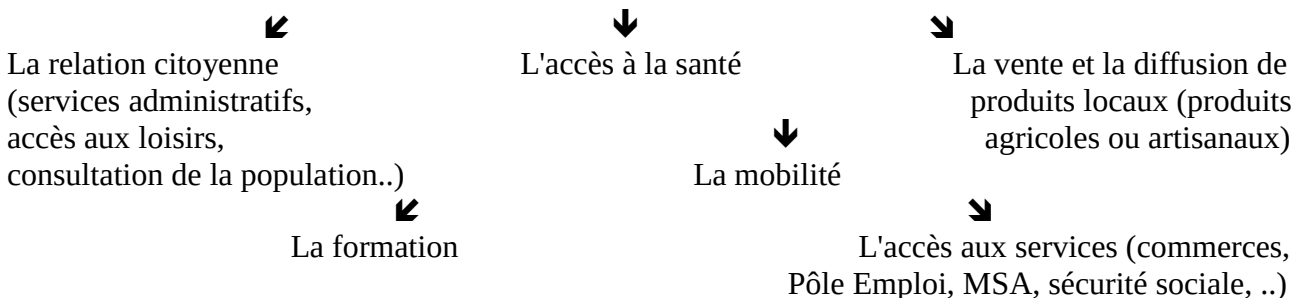 La relation citoyenne
(services administratifs,
accès aux loisirs,
consultation de la population..)
L'accès à la santé
La vente et la diffusion de
produits locaux (produits
agricoles ou artisanaux)
La mobilité
La formation
L'accès aux services (commerces,
Pôle Emploi, MSA, sécurité sociale, ..)